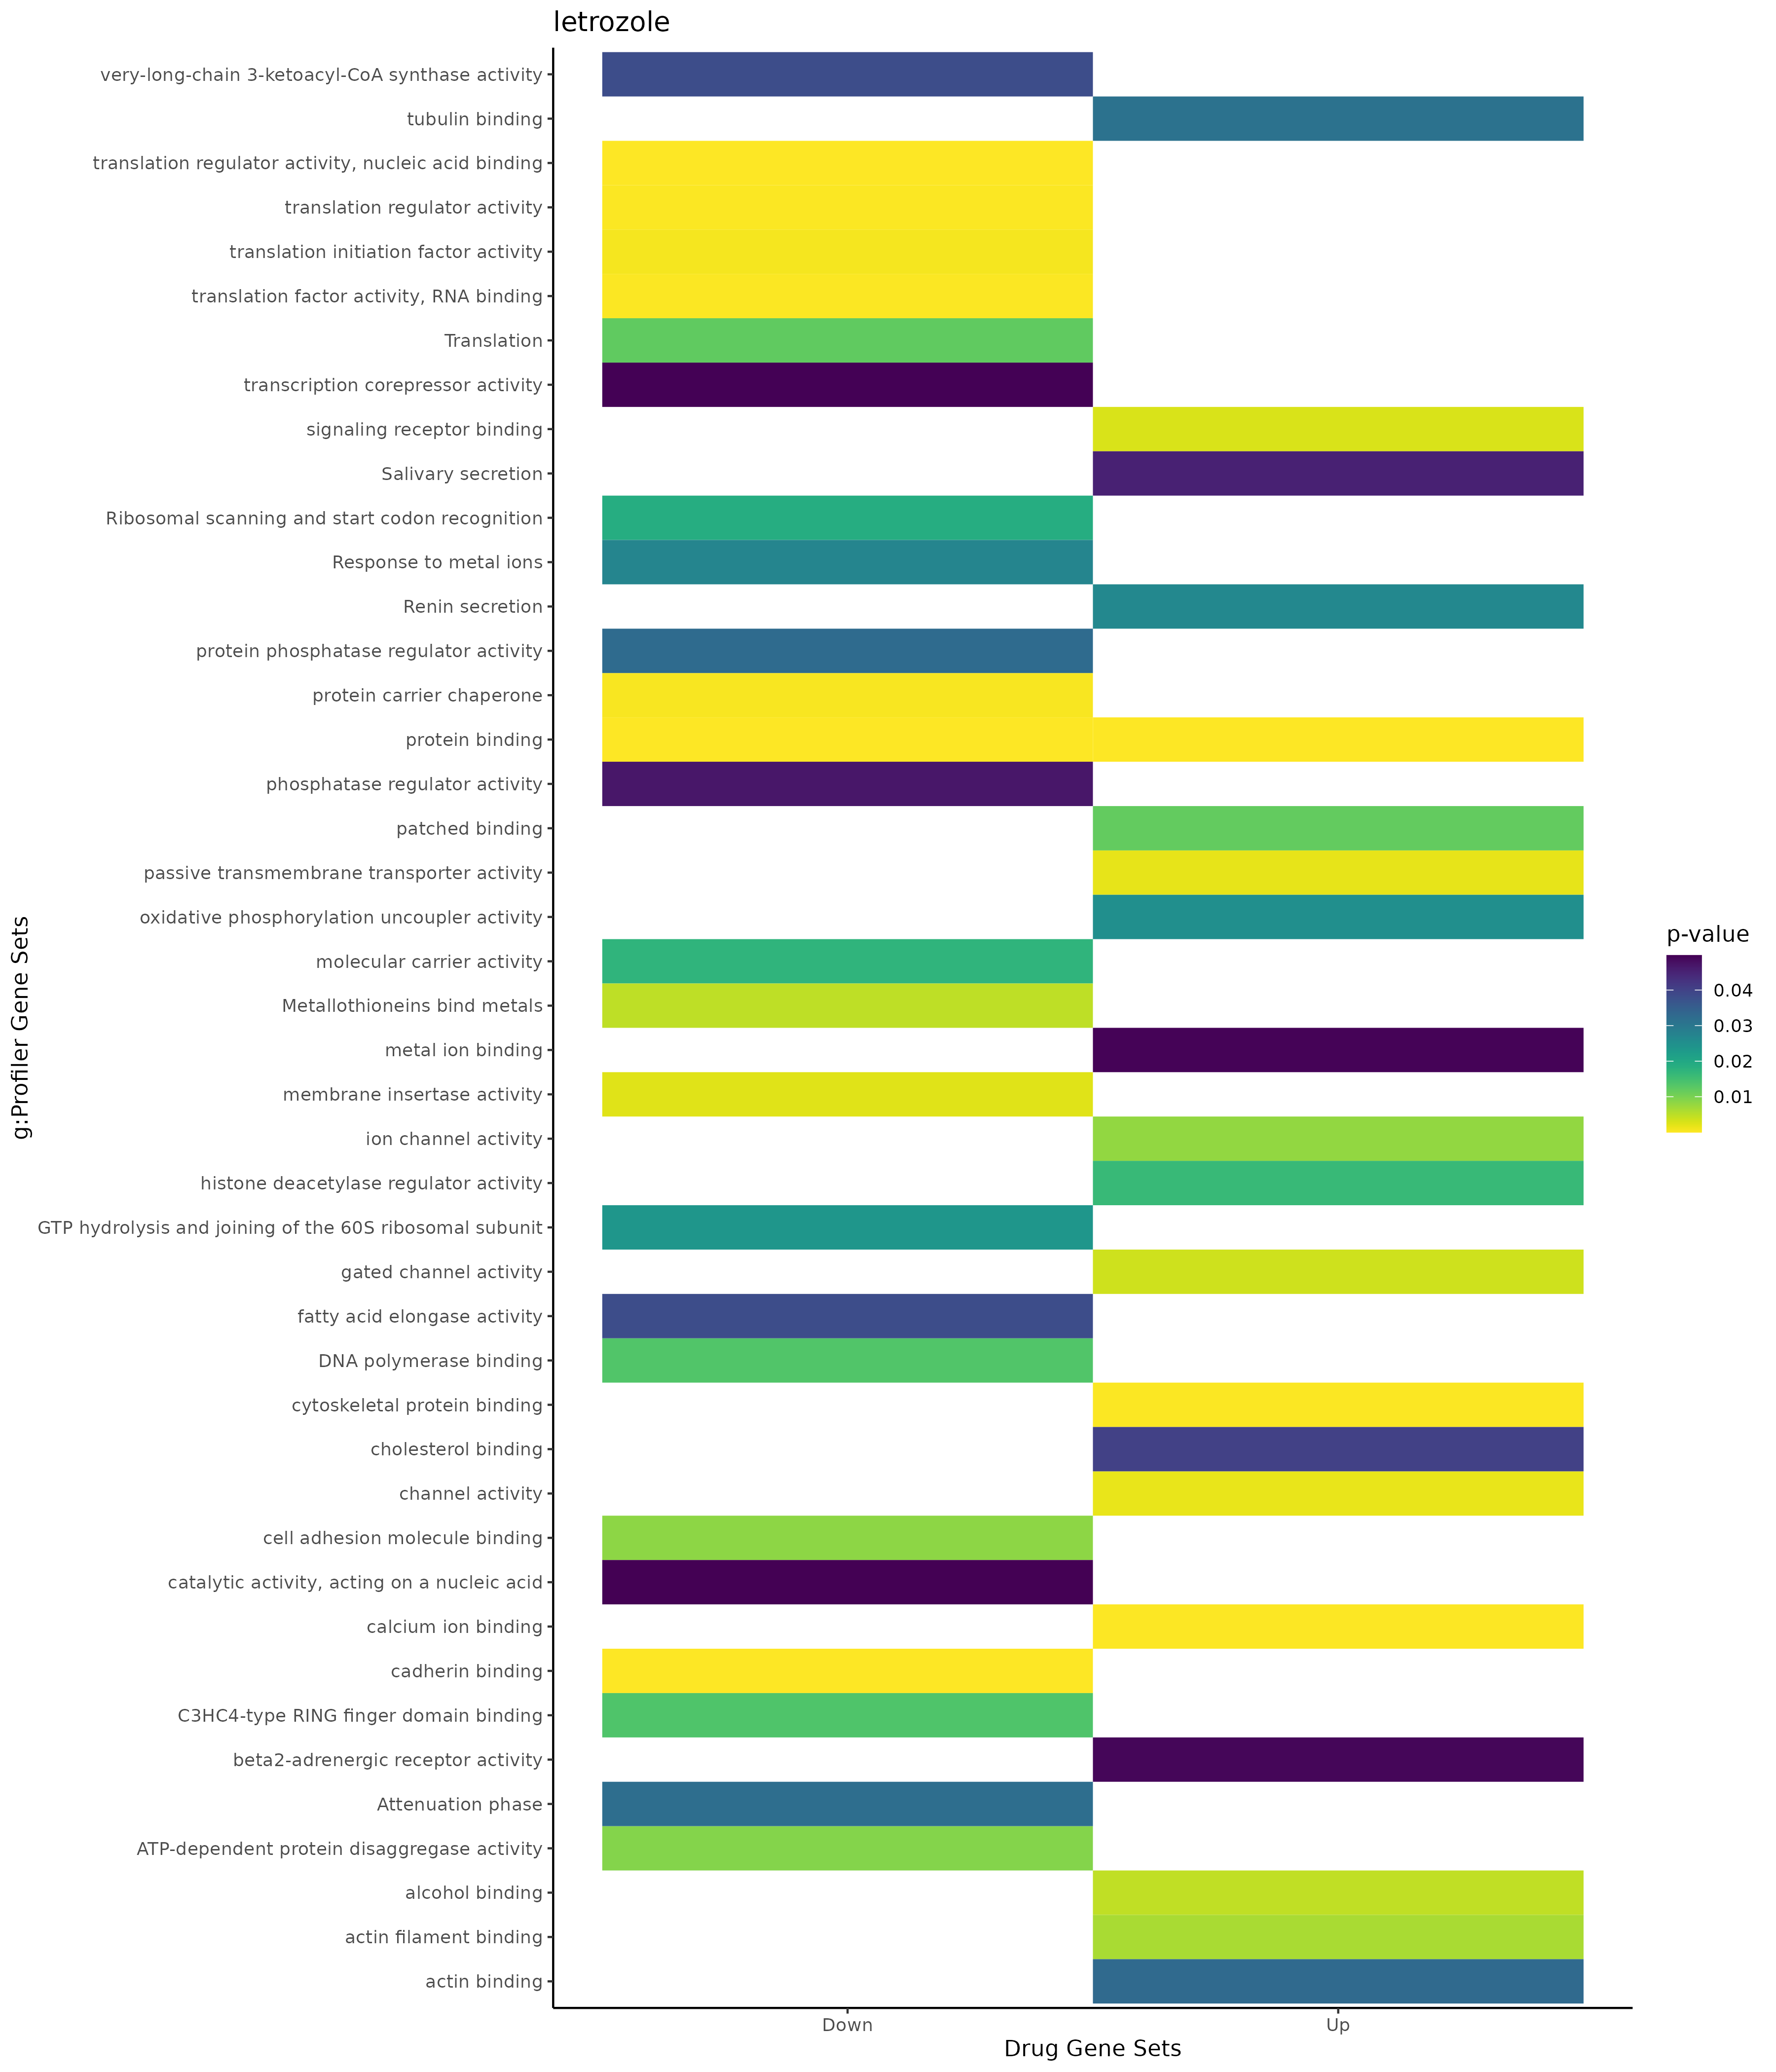 letrozole
very-long-chain 3-ketoacyl-CoA synthase activity
tubulin binding
translation regulator activity, nucleic acid binding
translation regulator activity
translation initiation factor activity
translation factor activity, RNA binding
Translation
transcription corepressor activity
signaling receptor binding
Salivary secretion
Ribosomal scanning and start codon recognition
Response to metal ions
Renin secretion
protein phosphatase regulator activity
protein carrier chaperone
protein binding
phosphatase regulator activity
patched binding
passive transmembrane transporter activity
oxidative phosphorylation uncoupler activity
molecular carrier activity
Metallothioneins bind metals
metal ion binding
membrane insertase activity
ion channel activity
histone deacetylase regulator activity
GTP hydrolysis and joining of the 60S ribosomal subunit
gated channel activity
fatty acid elongase activity
DNA polymerase binding
cytoskeletal protein binding
cholesterol binding
channel activity
cell adhesion molecule binding
catalytic activity, acting on a nucleic acid
calcium ion binding
cadherin binding
C3HC4-type RING finger domain binding
beta2-adrenergic receptor activity
Attenuation phase
ATP-dependent protein disaggregase activity
alcohol binding
actin filament binding
actin binding
g:Profiler Gene Sets
Down
Up
Drug Gene Sets
p-value
0.04
0.03
0.02
0.01